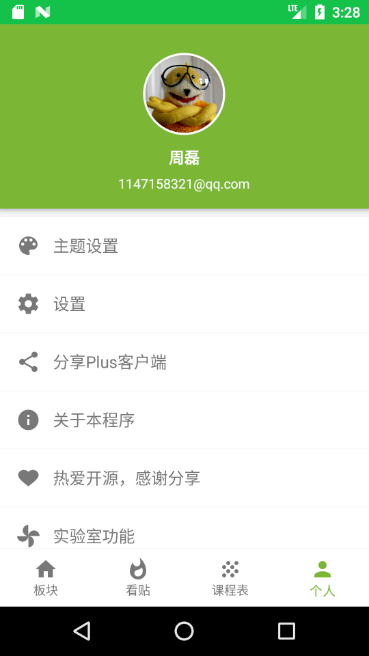 LTE 3:28
周磊
1147158321@qq.com
主题设置
设置
分享Plus客户端
关于本程序
热爱开源，感谢分享
实验室功能
板块 看贴 课程表 个人